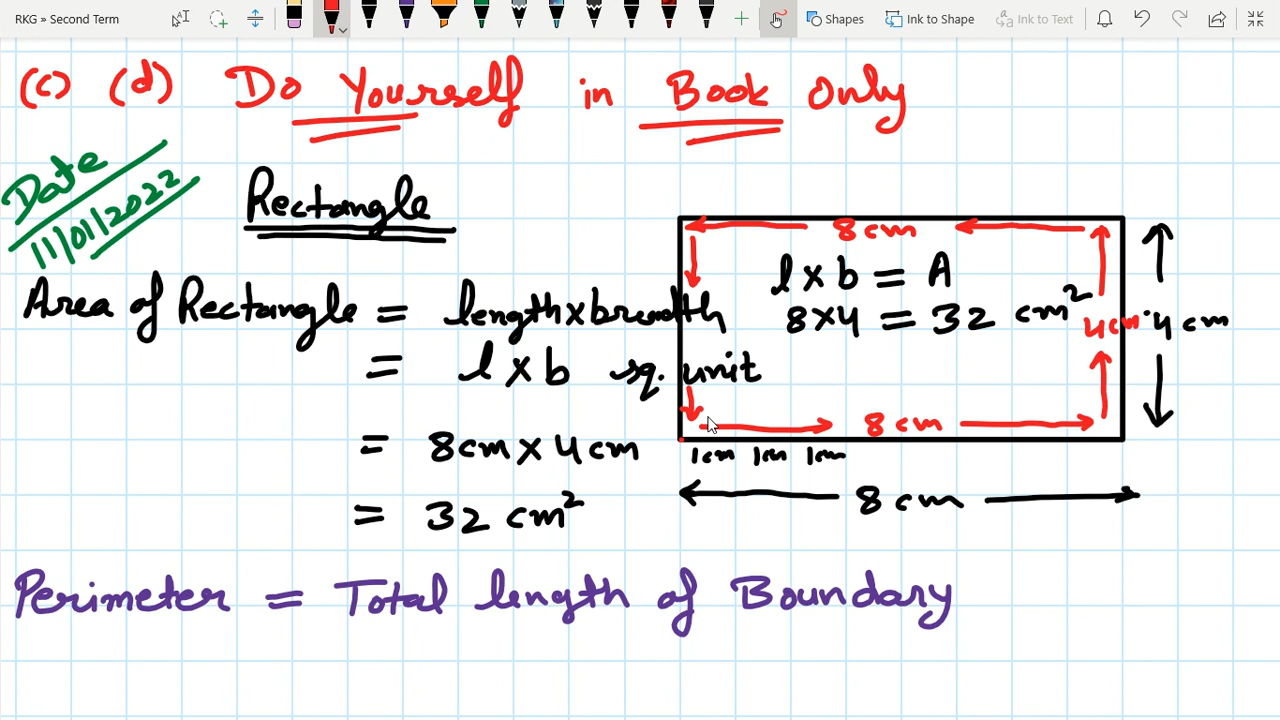 RKG » Second Term
Shapes
Ink to Shape
Ink to Text
(c) (d) Do Yourself in Book Only
Date
11/01/2022
Rectangle
8 cm
l x b = A
8x4 = 32 cm²
4cm
4 cm
Area of Rectangle = length x breadth
= l x b sq. unit
8 cm
= 8cm x 4cm
1cm 1cm 1cm
8 cm
= 32 cm²
Perimeter = Total length of Boundary